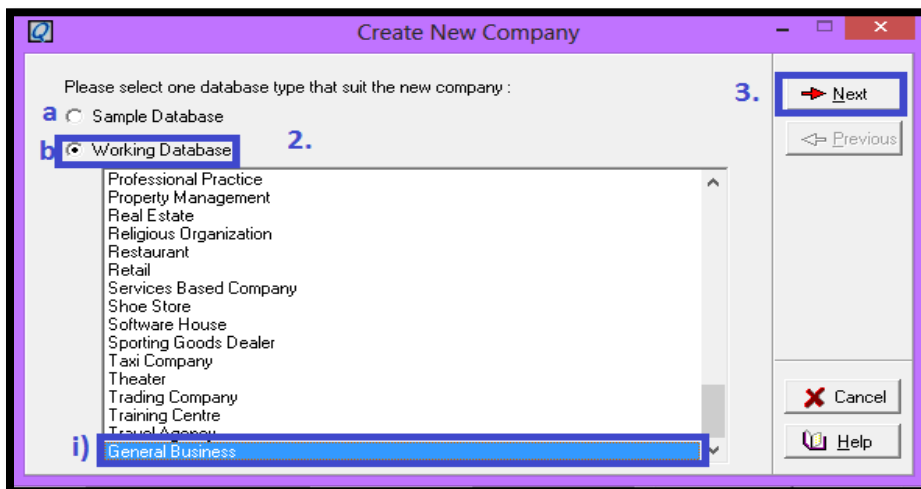 Create New Company
Please select one database type that suit the new company :
3.
Next
a
Sample Database
Previous
b
Working Database
2.
Professional Practice
Property Management
Real Estate
Religious Organization
Restaurant
Retail
Services Based Company
Shoe Store
Software House
Sporting Goods Dealer
Taxi Company
Theater
Trading Company
Training Centre
Travel Agency
i)
General Business
Cancel
Help